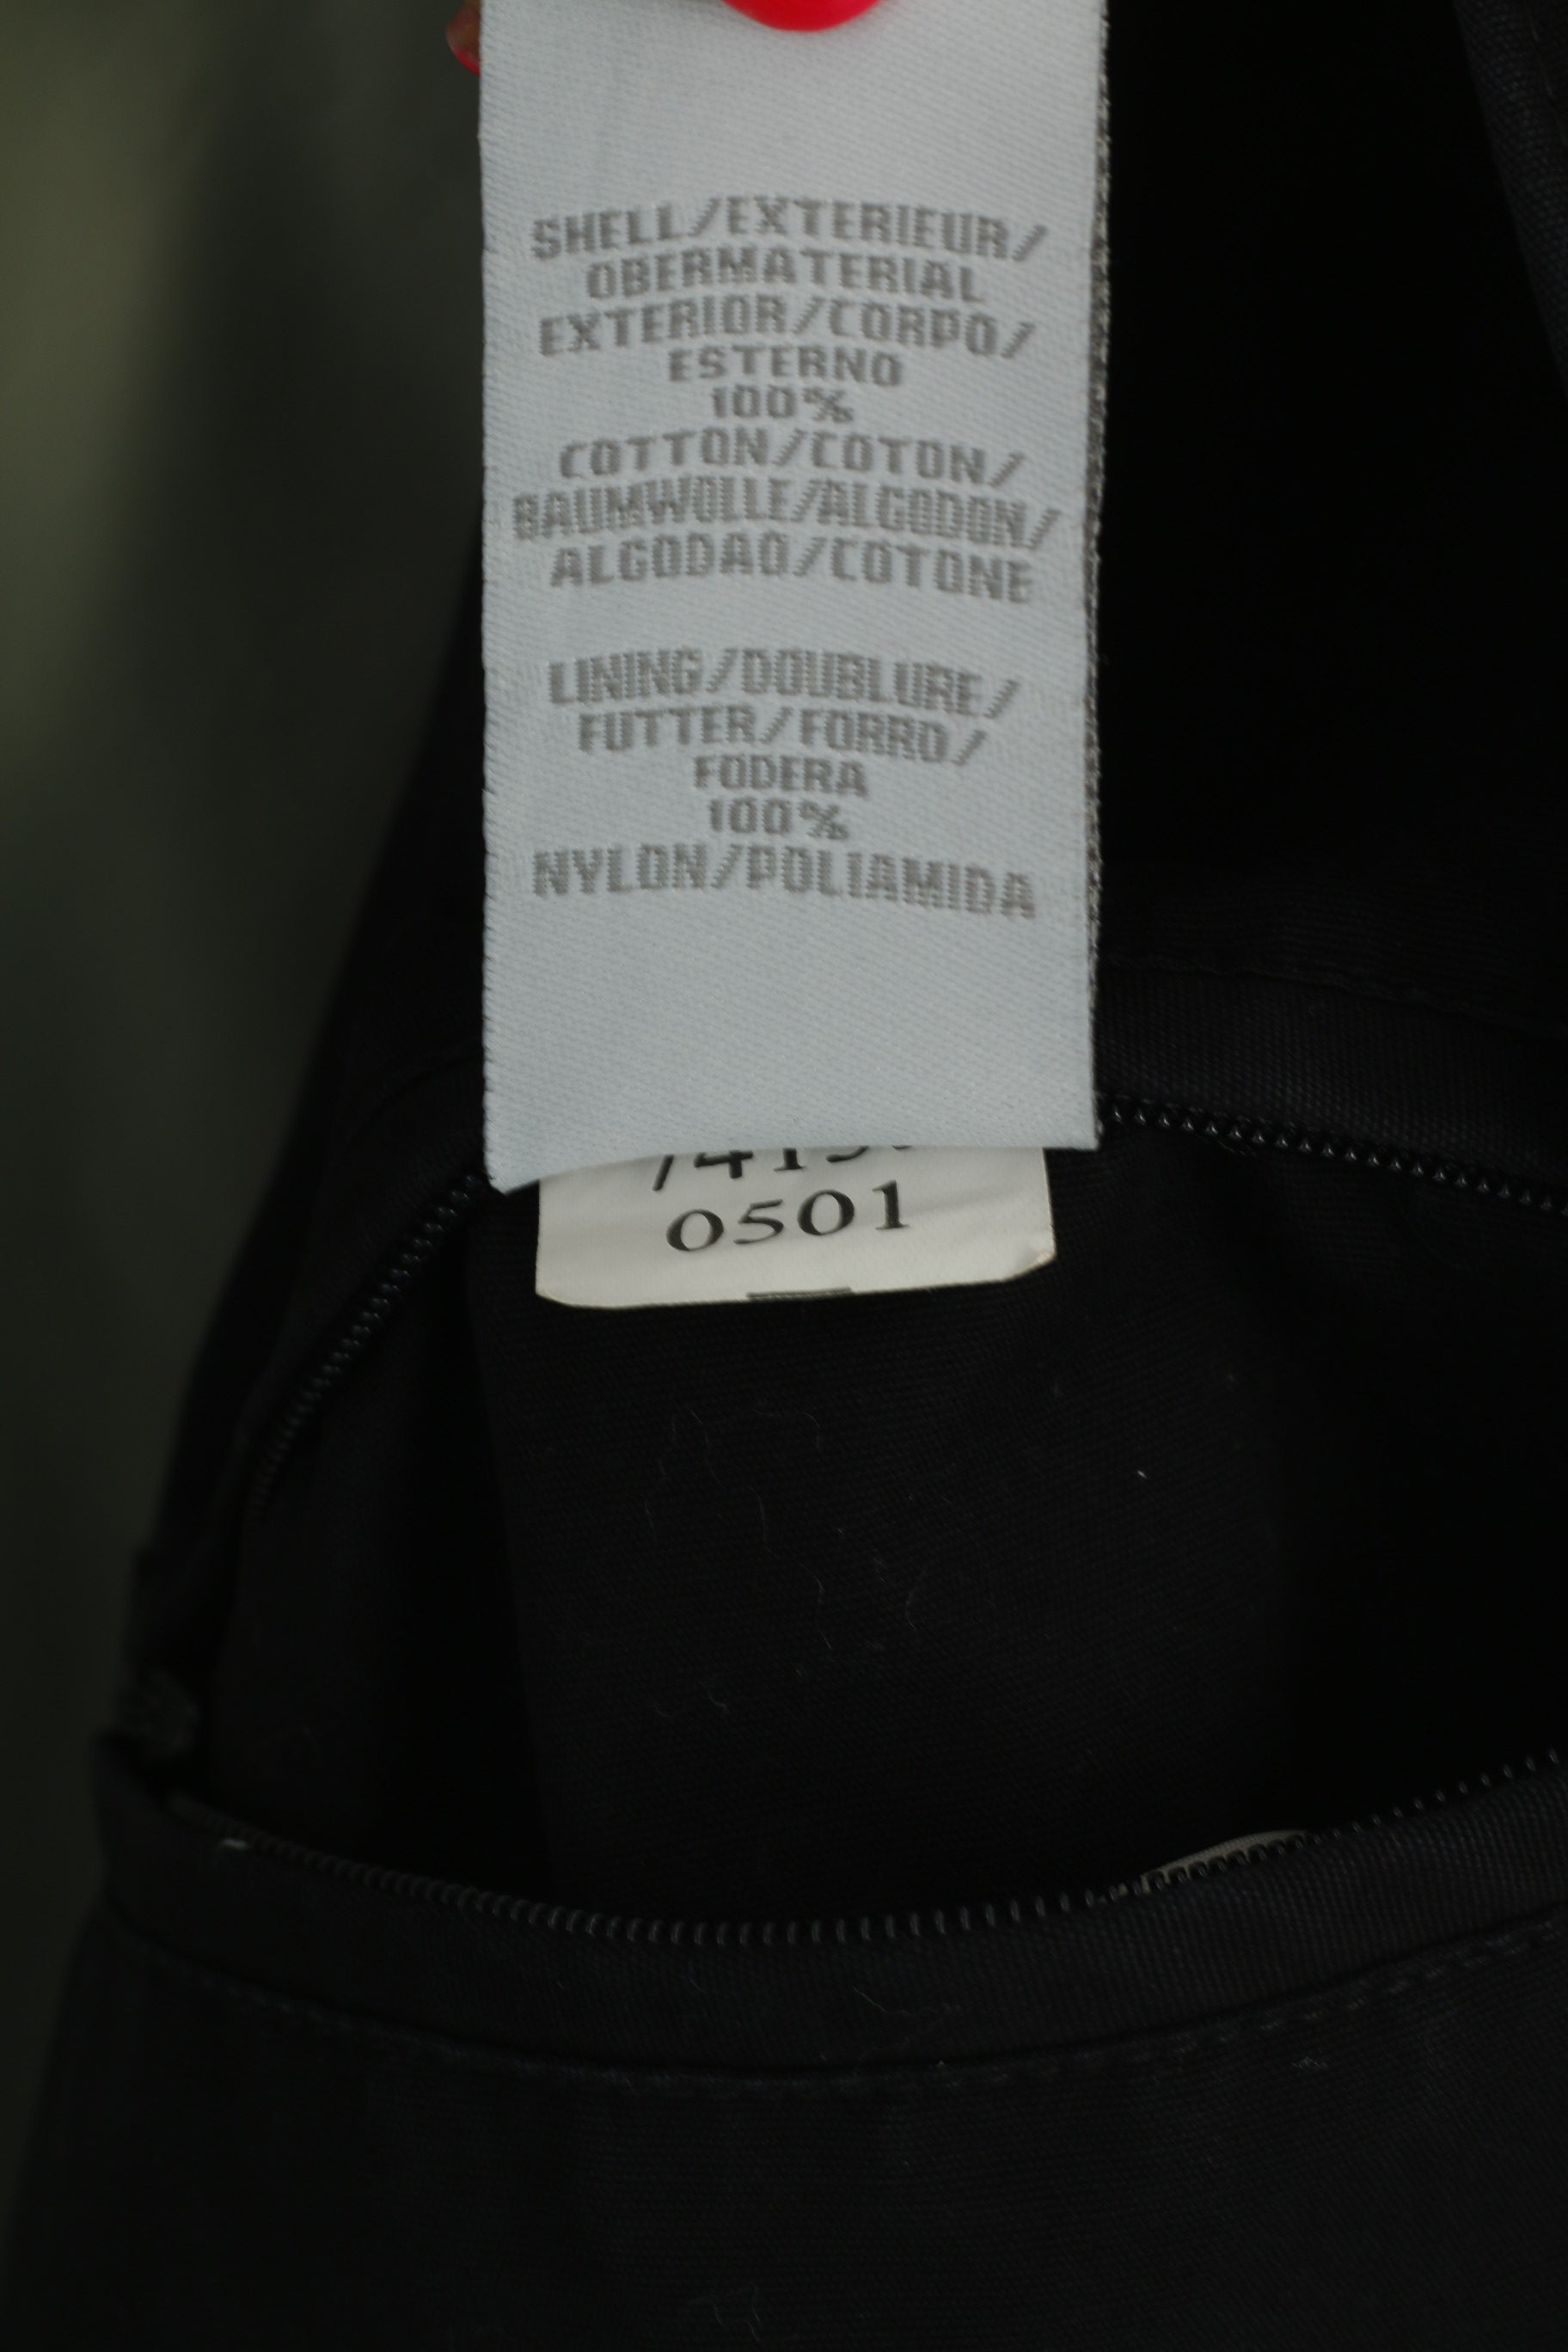 SHELL/EXTERIEUR/
OBERMATERIAL
EXTERIOR/CORPO/
ESTERNO
100%
COTTON/COTON/
BAUMWOLLE/ALGODON/
ALGODAO/COTONE
LINING/DOUBLURE/
FUTTER/FORRO/
FODERA
100%
NYLON/POLIAMIDA
0501